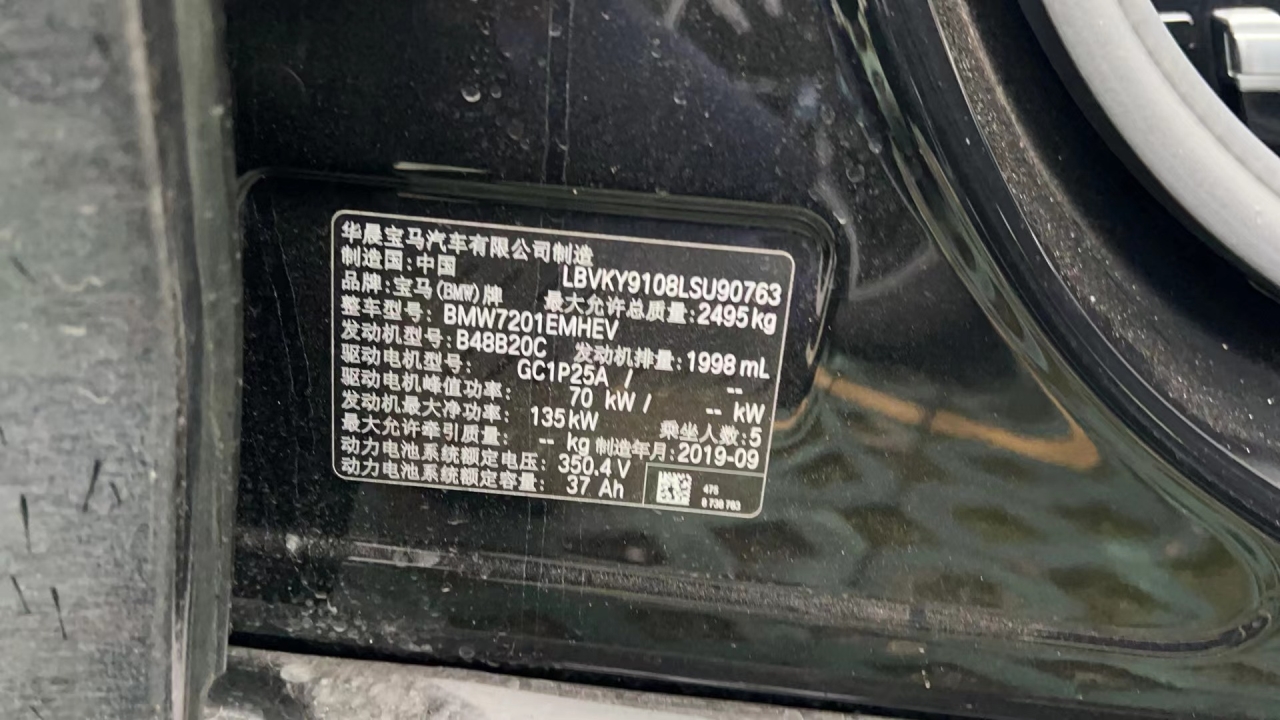 华晨宝马汽车有限公司制造
制造国:中国 LBVKY9108LSU90763
品牌:宝马(BMW)牌 最大允许总质量:2495kg
整车型号: BMW7201EMHEV
发动机型号: B48B20C 发动机排量:1998 mL
驱动电机型号: GC1P25A / --
驱动电机峰值功率: 70 kW / -- kW
发动机最大净功率: 135kW 乘坐人数:5
最大允许牵引质量: -- kg 制造年月:2019-09
动力电池系统额定电压: 350.4 V
动力电池系统额定容量: 37 Ah
475